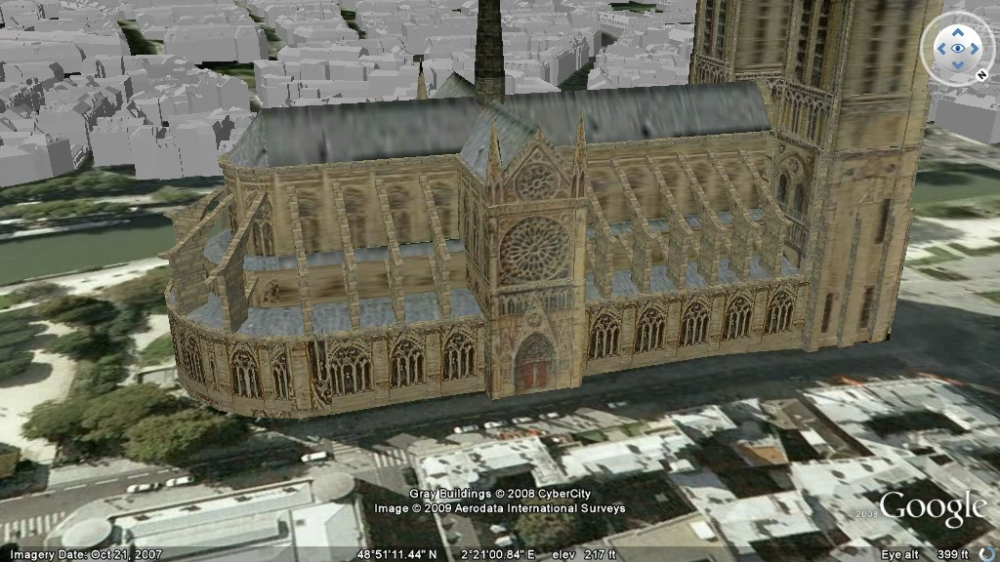 N
Gray Buildings © 2008 CyberCity
Image © 2009 Aerodata International Surveys
© 2009 Google
Imagery Date: Oct 21, 2007 48°51'11.44" N 2°21'00.84" E elev 217 ft Eye alt 399 ft